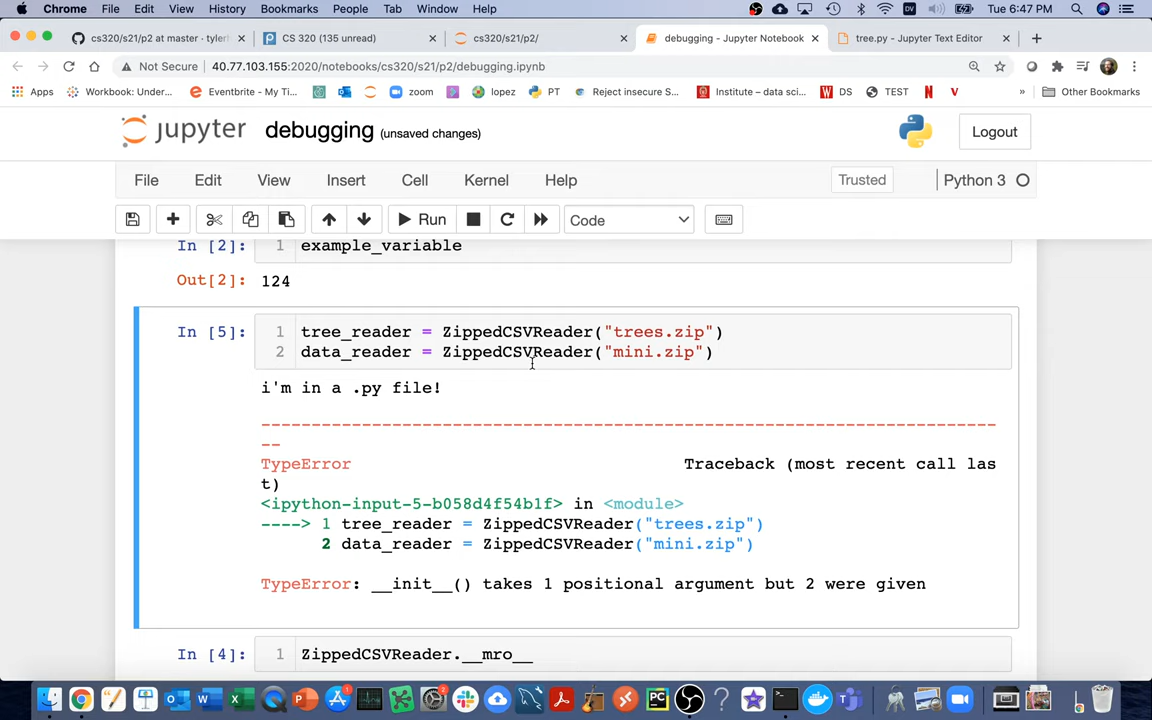 Chrome File Edit View History Bookmarks People Tab Window Help Tue 6:47 PM
cs320/s21/p2 at master · tylerh CS 320 (135 unread) cs320/s21/p2/ debugging - Jupyter Notebook tree.py - Jupyter Text Editor
Not Secure 40.77.103.155:2020/notebooks/cs320/s21/p2/debugging.ipynb
Apps Workbook: Under... Eventbrite - My Ti... zoom lopez PT Reject insecure S... Institute – data sci... DS TEST Other Bookmarks
jupyter debugging (unsaved changes) Logout
File Edit View Insert Cell Kernel Help Trusted Python 3
Run Code
In [2]: 1 example_variable
Out[2]: 124
In [5]: 1 tree_reader = ZippedCSVReader("trees.zip")
2 data_reader = ZippedCSVReader("mini.zip")
i'm in a .py file!
---------------------------------------------------------------------------
TypeError Traceback (most recent call las
t)
<ipython-input-5-b058d4f54b1f> in <module>
----> 1 tree_reader = ZippedCSVReader("trees.zip")
2 data_reader = ZippedCSVReader("mini.zip")
TypeError: __init__() takes 1 positional argument but 2 were given
In [4]: 1 ZippedCSVReader.__mro__